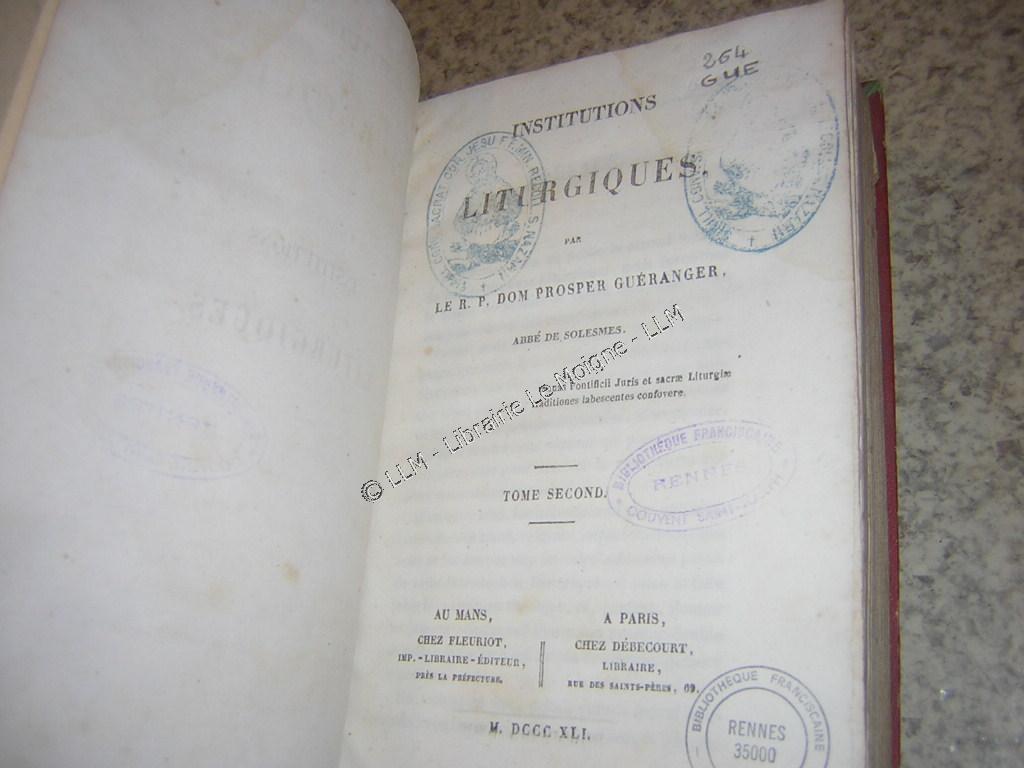 264
GUE
INSTITUTIONS
LITURGIQUES,
PAR
LE R. P. DOM PROSPER GUÉRANGER,
ABBÉ DE SOLESMES.
Pontificii Juris et sacræ Liturgiæ
traditiones labescentes confovere.
© LLM - Librairie Le Moigne - LLM
BIBLIOTHÈQUE FRANCISCAINE
RENNES
COUVENT SAINT-JOSEPH
TOME SECOND.
AU MANS,
CHEZ FLEURIOT,
IMP.-LIBRAIRE-ÉDITEUR,
PRÈS LA PRÉFECTURE.
A PARIS,
CHEZ DÉBECOURT,
LIBRAIRE,
RUE DES SAINTS-PÈRES, 69.
M. DCCC XLI.
BIBLIOTHÈQUE FRANCISCAINE
RENNES
35000